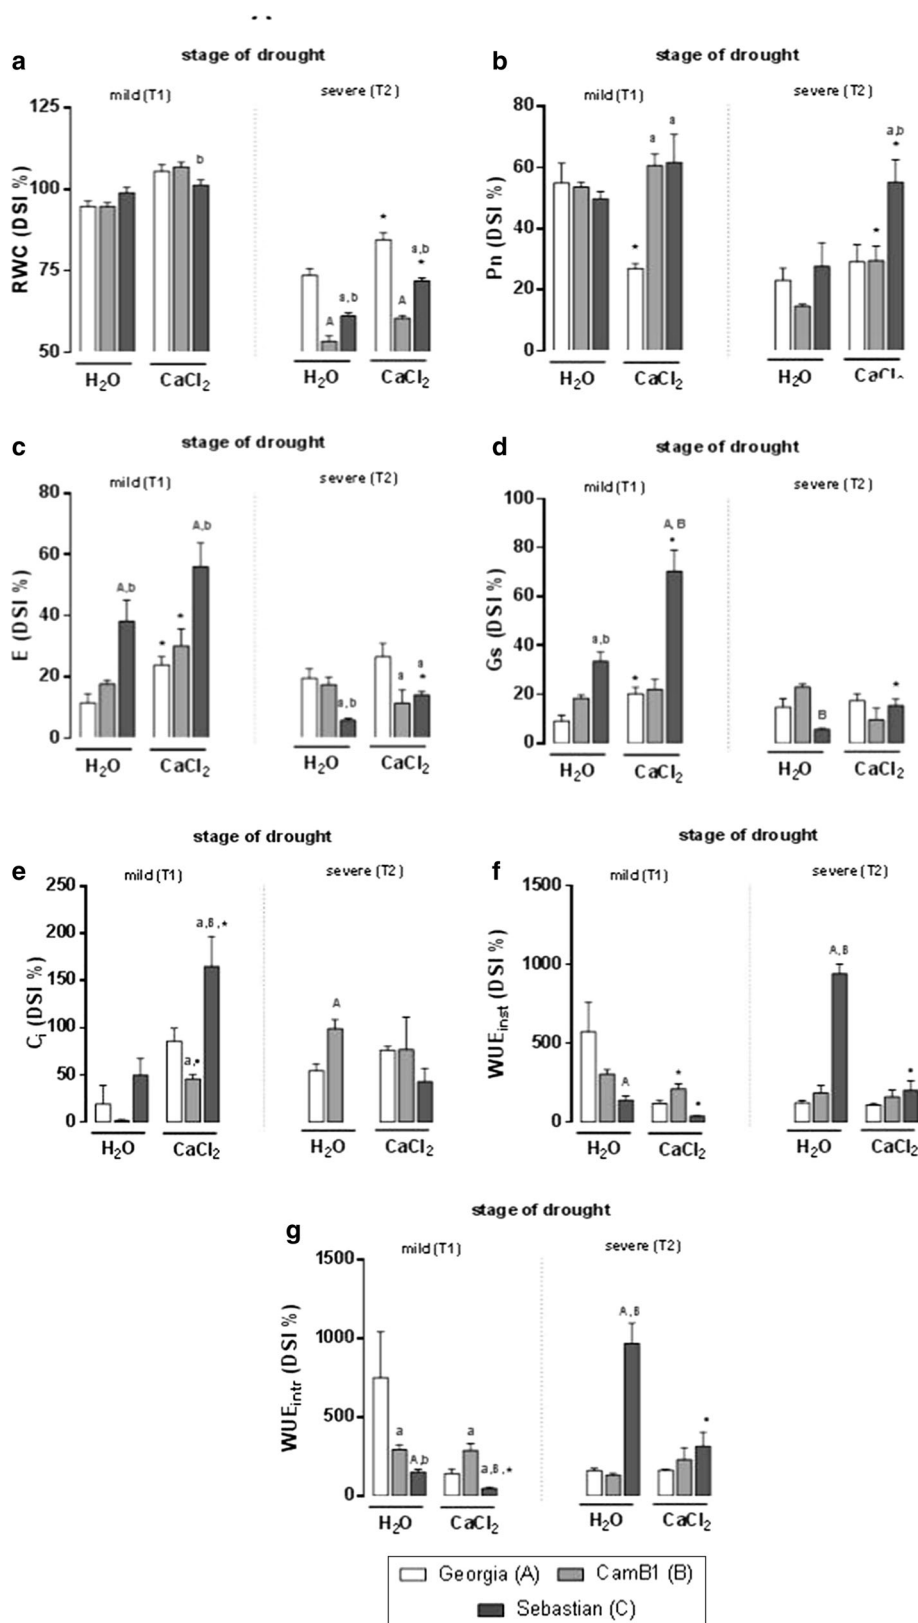 stage of drought
a
mild (T1)
severe (T2)
RWC (DSI %)
125
100
75
50
b
*
A
s,b
A
s,b
*
H2O
CaCl2
H2O
CaCl2
stage of drought
b
mild (T1)
severe (T2)
Pn (DSI %)
80
60
40
20
0
*
a
a
*
a,b
*
H2O
CaCl2
H2O
stage of drought
c
mild (T1)
severe (T2)
E (DSI %)
80
60
40
20
0
A,b
*
*
A,b
s,b
s
s
*
H2O
CaCl2
H2O
CaCl2
stage of drought
d
mild (T1)
severe (T2)
Gs (DSI %)
100
80
60
40
20
0
s,b
*
A, B
*
B
*
H2O
CaCl2
H2O
CaCl2
stage of drought
e
mild (T1)
severe (T2)
Ci (DSI %)
250
200
150
100
50
0
a,*
a,B,*
A
H2O
CaCl2
H2O
CaCl2
stage of drought
f
mild (T1)
severe (T2)
WUEinst (DSI %)
1500
1000
500
0
A
*
*
A,B
*
H2O
CaCl2
H2O
CaCl2
stage of drought
g
mild (T1)
severe (T2)
WUEintr (DSI %)
1500
1000
500
0
a
A,b
a
a,B,*
A,B
*
H2O
CaCl2
H2O
CaCl2
Georgia (A)
CamB1 (B)
Sebastian (C)